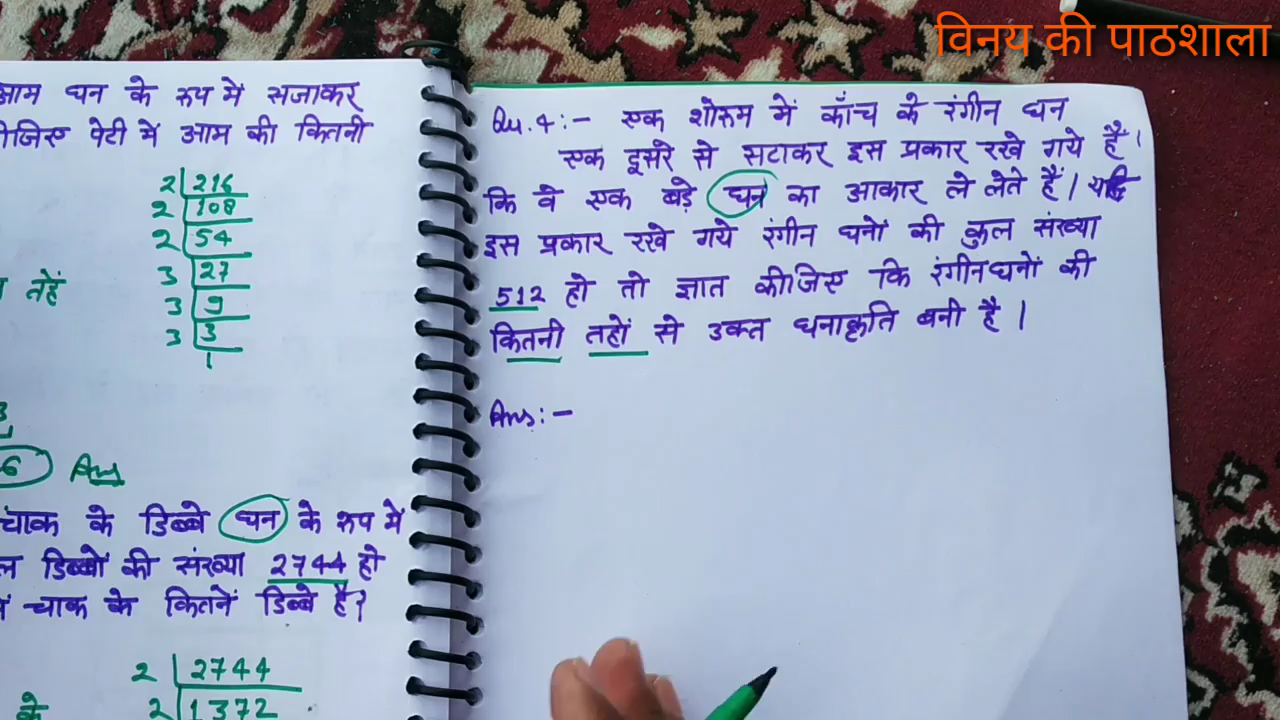 विनय की पाठशाला
आम घन के रुप में सजाकर
पेटी में आम की कितनी
2 216
2 108
2 54
3 27
3 9
3 3
1
तहें
3
6 Ans
चाक के डिब्बे घन के रुप में
डिब्बों की संख्या 2744 हो
चाक के कितनें डिब्बे है?
2 2744
2 1372
के
Qu.4:- एक शोरुम में काँच के रंगीन घन
एक दूसरे से सटाकर इस प्रकार रखे गये हैं।
कि वे एक बड़े घन का आकार ले लेते हैं। यदि
इस प्रकार रखे गये रंगीन घनों की कुल संख्या
512 हो तो ज्ञात कीजिए कि रंगीन घनों की
कितनी तहों से उक्त घनाकृति बनी है।
Ans:-